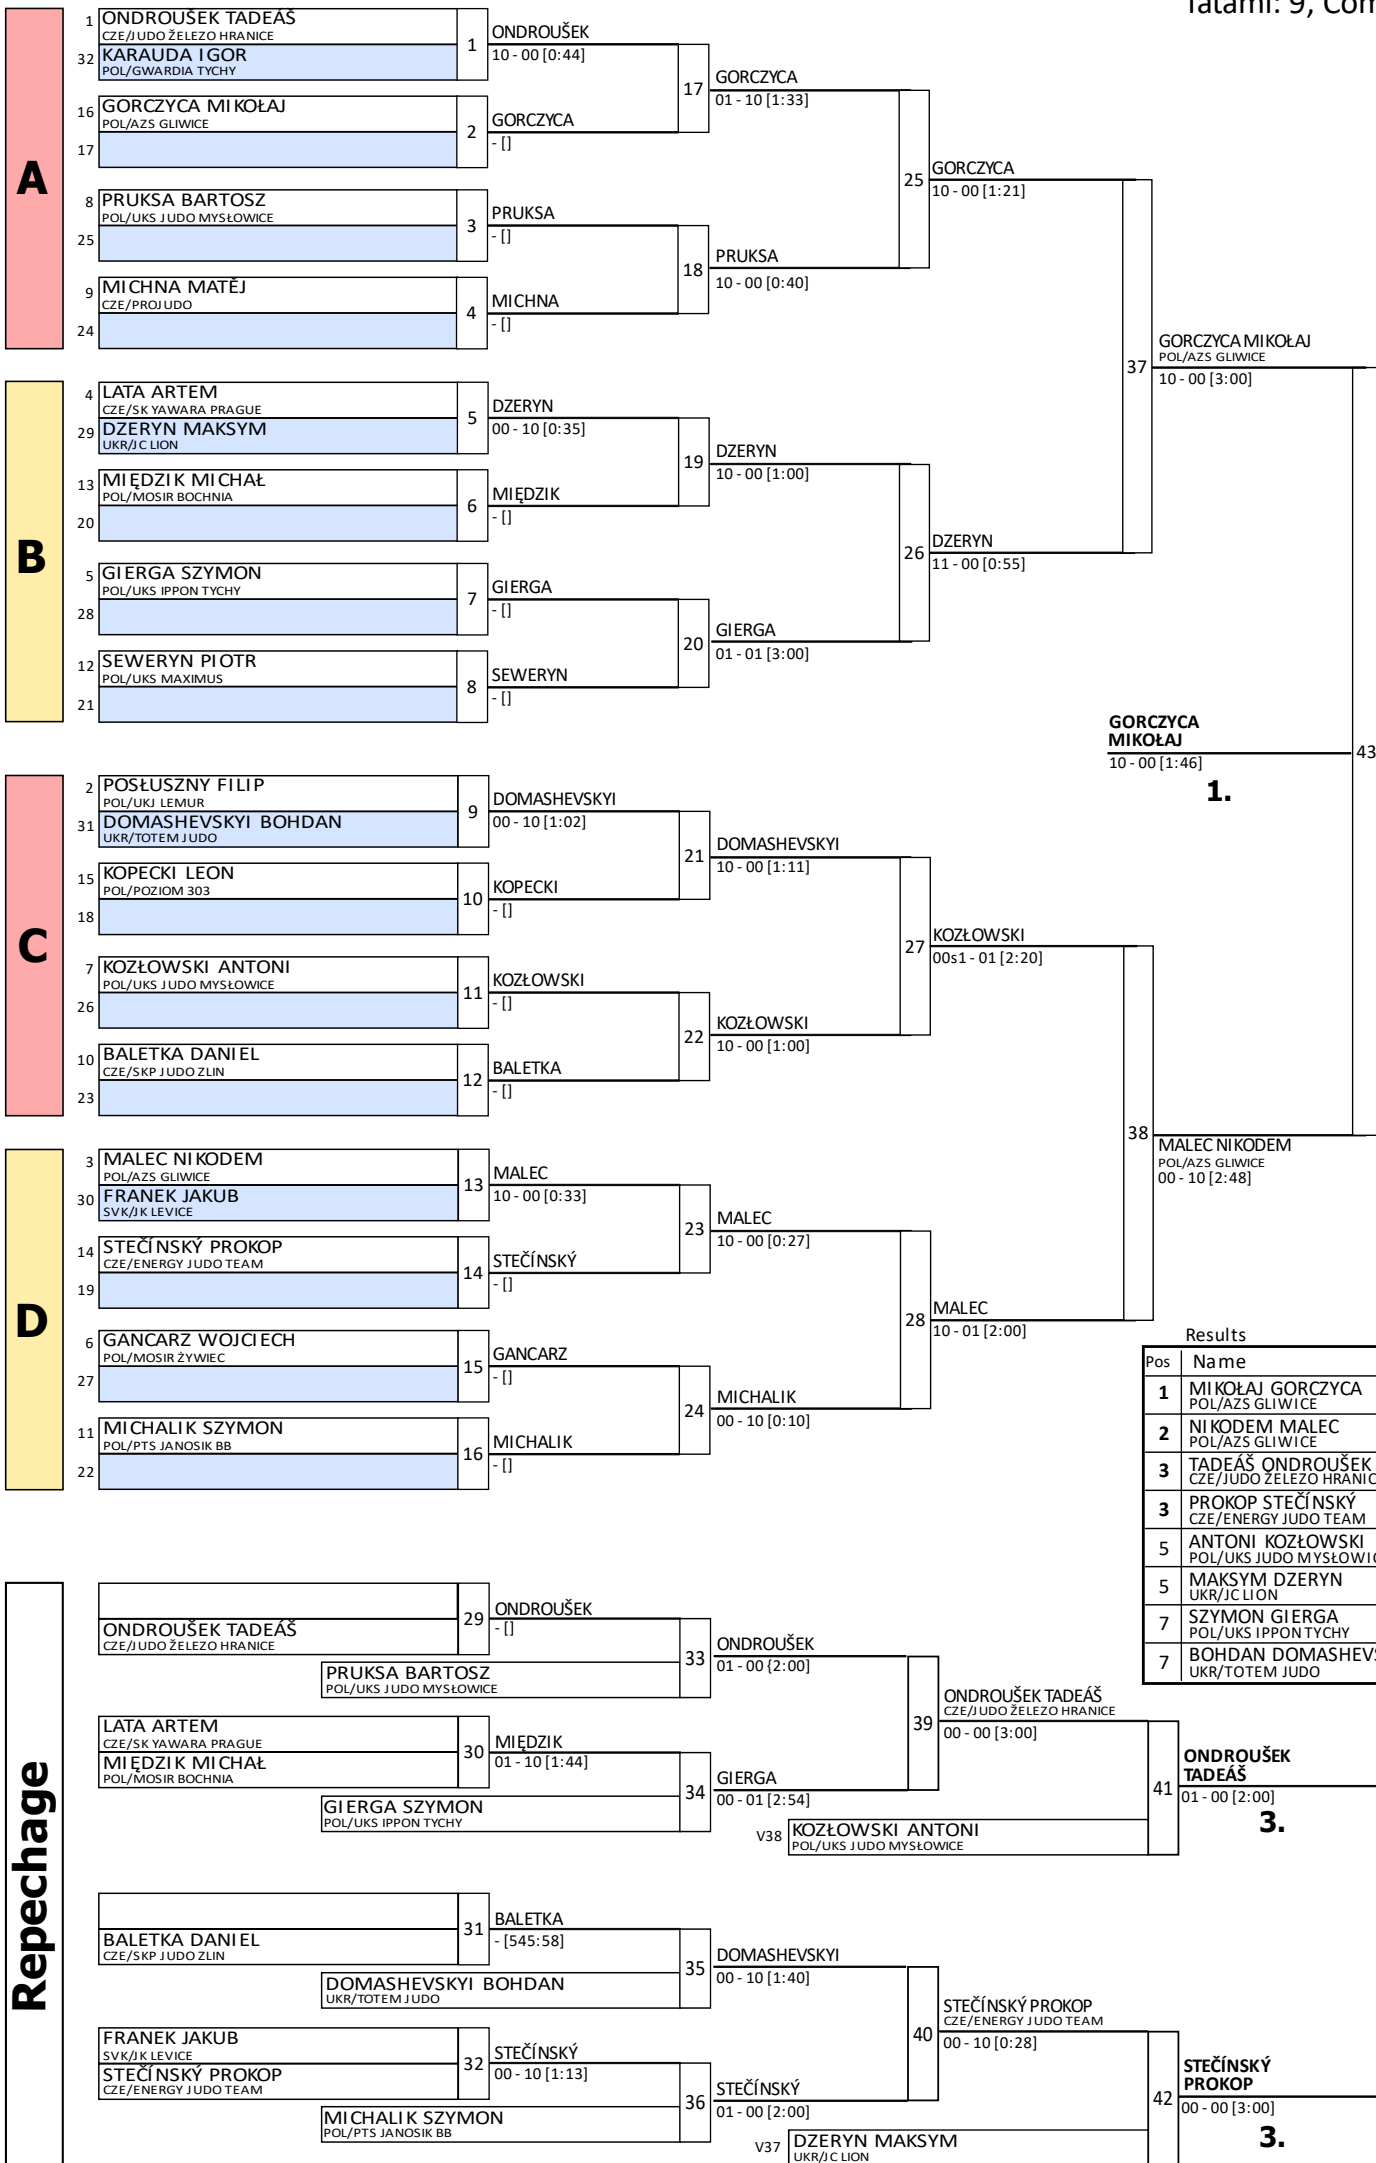 Tatami: 9, Com
A
1 ONDROUŠEK TADEÁŠ
CZE/JUDO ŽELEZO HRANICE
32 KARAUDA IGOR
POL/GWARDIA TYCHY
1
ONDROUŠEK
10 - 00 [0:44]
16 GORCZYCA MIKOŁAJ
POL/AZS GLIWICE
17
2
GORCZYCA
- []
17
GORCZYCA
01 - 10 [1:33]
8 PRUKSA BARTOSZ
POL/UKS JUDO MYSŁOWICE
25
3
PRUKSA
- []
9 MICHNA MATĚJ
CZE/PROJUDO
24
4
MICHNA
- []
18
PRUKSA
10 - 00 [0:40]
25
GORCZYCA
10 - 00 [1:21]
B
4 LATA ARTEM
CZE/SK YAWARA PRAGUE
29 DZERYN MAKSYM
UKR/JC LION
5
DZERYN
00 - 10 [0:35]
13 MIĘDZIK MICHAŁ
POL/MOSIR BOCHNIA
20
6
MIĘDZIK
- []
19
DZERYN
10 - 00 [1:00]
5 GIERGA SZYMON
POL/UKS IPPON TYCHY
28
7
GIERGA
- []
12 SEWERYN PIOTR
POL/UKS MAXIMUS
21
8
SEWERYN
- []
20
GIERGA
01 - 01 [3:00]
26
DZERYN
11 - 00 [0:55]
37
GORCZYCA MIKOŁAJ
POL/AZS GLIWICE
10 - 00 [3:00]
GORCZYCA
MIKOŁAJ
10 - 00 [1:46]
1.
43
C
2 POSŁUSZNY FILIP
POL/UKJ LEMUR
31 DOMASHEVSKYI BOHDAN
UKR/TOTEM JUDO
9
DOMASHEVSKYI
00 - 10 [1:02]
15 KOPECKI LEON
POL/POZIOM 303
18
10
KOPECKI
- []
21
DOMASHEVSKYI
10 - 00 [1:11]
7 KOZŁOWSKI ANTONI
POL/UKS JUDO MYSŁOWICE
26
11
KOZŁOWSKI
- []
10 BALETKA DANIEL
CZE/SKP JUDO ZLIN
23
12
BALETKA
- []
22
KOZŁOWSKI
10 - 00 [1:00]
27
KOZŁOWSKI
00s1 - 01 [2:20]
D
3 MALEC NIKODEM
POL/AZS GLIWICE
30 FRANEK JAKUB
SVK/JK LEVICE
13
MALEC
10 - 00 [0:33]
14 STEČÍNSKÝ PROKOP
CZE/ENERGY JUDO TEAM
19
14
STEČÍNSKÝ
- []
23
MALEC
10 - 00 [0:27]
6 GANCARZ WOJCIECH
POL/MOSIR ŻYWIEC
27
15
GANCARZ
- []
11 MICHALIK SZYMON
POL/PTS JANOSIK BB
22
16
MICHALIK
- []
24
MICHALIK
00 - 10 [0:10]
28
MALEC
10 - 01 [2:00]
38
MALEC NIKODEM
POL/AZS GLIWICE
00 - 10 [2:48]
Results
Pos Name
1 MIKOŁAJ GORCZYCA
POL/AZS GLIWICE
2 NIKODEM MALEC
POL/AZS GLIWICE
3 TADEÁŠ ONDROUŠEK
CZE/JUDO ŽELEZO HRANIC
3 PROKOP STEČÍNSKÝ
CZE/ENERGY JUDO TEAM
5 ANTONI KOZŁOWSKI
POL/UKS JUDO MYSŁOWIC
5 MAKSYM DZERYN
UKR/JC LION
7 SZYMON GIERGA
POL/UKS IPPON TYCHY
7 BOHDAN DOMASHEVS
UKR/TOTEM JUDO
Repechage
ONDROUŠEK TADEÁŠ
CZE/JUDO ŽELEZO HRANICE
29
ONDROUŠEK
- []
PRUKSA BARTOSZ
POL/UKS JUDO MYSŁOWICE
33
ONDROUŠEK
01 - 00 {2:00]
LATA ARTEM
CZE/SK YAWARA PRAGUE
MIĘDZIK MICHAŁ
POL/MOSIR BOCHNIA
30
MIĘDZIK
01 - 10 [1:44]
GIERGA SZYMON
POL/UKS IPPON TYCHY
34
GIERGA
00 - 01 [2:54]
39
ONDROUŠEK TADEÁŠ
CZE/JUDO ŽELEZO HRANICE
00 - 00 [3:00]
V38 KOZŁOWSKI ANTONI
POL/UKS JUDO MYSŁOWICE
41
ONDROUŠEK
TADEÁŠ
01 - 00 [2:00]
3.
BALETKA DANIEL
CZE/SKP JUDO ZLIN
31
BALETKA
- [545:58]
DOMASHEVSKYI BOHDAN
UKR/TOTEM JUDO
35
DOMASHEVSKYI
00 - 10 [1:40]
FRANEK JAKUB
SVK/JK LEVICE
STEČÍNSKÝ PROKOP
CZE/ENERGY JUDO TEAM
32
STEČÍNSKÝ
00 - 10 [1:13]
MICHALIK SZYMON
POL/PTS JANOSIK BB
36
STEČÍNSKÝ
01 - 00 [2:00]
40
STEČÍNSKÝ PROKOP
CZE/ENERGY JUDO TEAM
00 - 10 [0:28]
V37 DZERYN MAKSYM
UKR/JC LION
42
STEČÍNSKÝ
PROKOP
00 - 00 [3:00]
3.